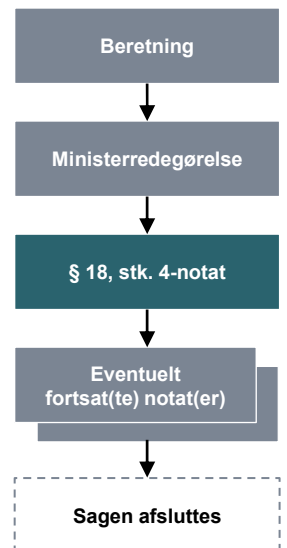 Beretning
Ministerredegørelse
§ 18, stk. 4-notat
Eventuelt
fortsat(te) notat(er)
Sagen afsluttes